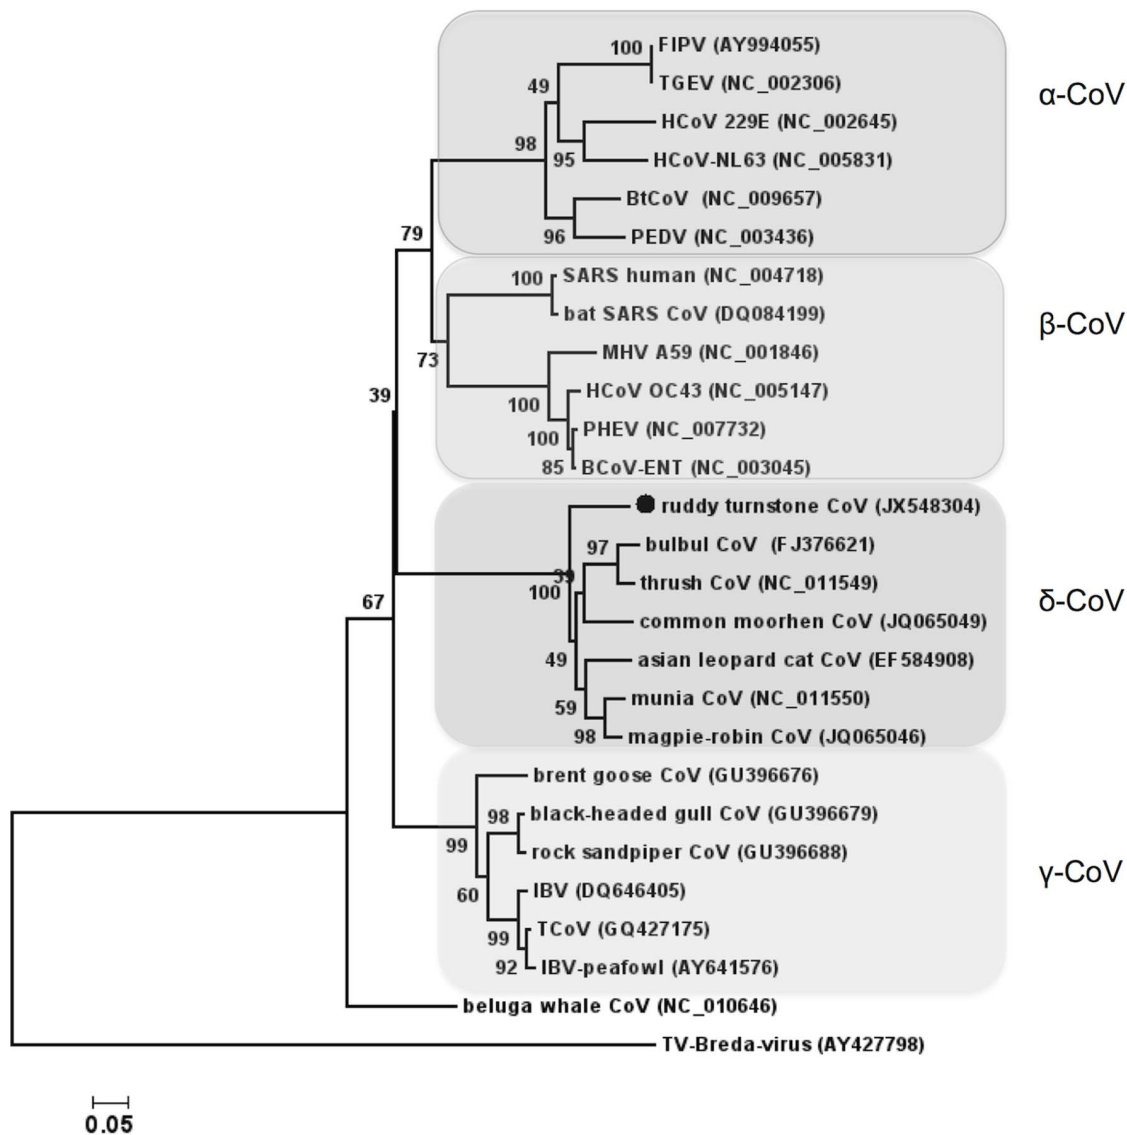 100
FIPV (AY994055)
49
TGEV (NC_002306)
α-CoV
HCoV 229E (NC_002645)
98
95
HCoV-NL63 (NC_005831)
BtCoV (NC_009657)
79
96
PEDV (NC_003436)
100
SARS human (NC_004718)
bat SARS CoV (DQ084199)
β-CoV
73
MHV A59 (NC_001846)
39
HCoV OC43 (NC_005147)
100
100
PHEV (NC_007732)
85
BCoV-ENT (NC_003045)
ruddy turnstone CoV (JX548304)
97
bulbul CoV (FJ376621)
39
thrush CoV (NC_011549)
100
δ-CoV
67
common moorhen CoV (JQ065049)
49
asian leopard cat CoV (EF584908)
59
munia CoV (NC_011550)
98
magpie-robin CoV (JQ065046)
brent goose CoV (GU396676)
98
black-headed gull CoV (GU396679)
99
rock sandpiper CoV (GU396688)
γ-CoV
60
IBV (DQ646405)
99
TCoV (GQ427175)
92
IBV-peafowl (AY641576)
beluga whale CoV (NC_010646)
TV-Breda-virus (AY427798)
0.05